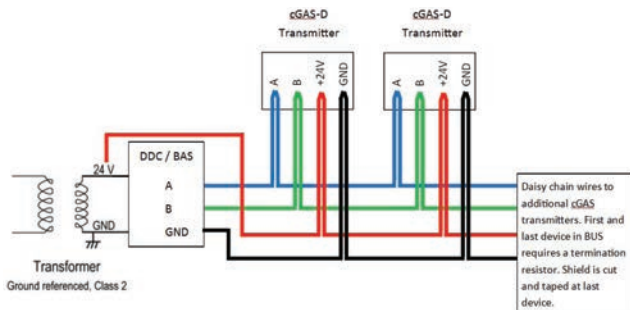 cGAS-D
Transmitter
A
B
+24V
GND
cGAS-D
Transmitter
A
B
+24V
GND
24 V
GND
Transformer
Ground referenced, Class 2
DDC / BAS
A
B
GND
Daisy chain wires to
additional cGAS
transmitters. First and
last device in BUS
requires a termination
resistor. Shield is cut
and taped at last
device.